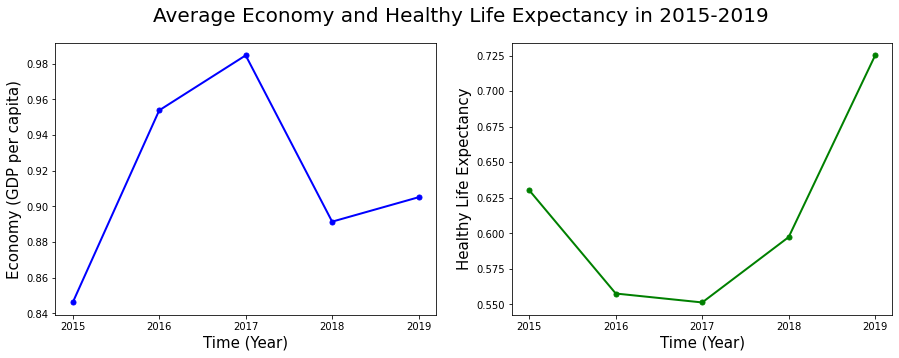 Average Economy and Healthy Life Expectancy in 2015-2019
Economy (GDP per capita)
0.98
0.96
0.94
0.92
0.90
0.88
0.86
0.84
2015 2016 2017 2018 2019
Time (Year)
Healthy Life Expectancy
0.725
0.700
0.675
0.650
0.625
0.600
0.575
0.550
2015 2016 2017 2018 2019
Time (Year)